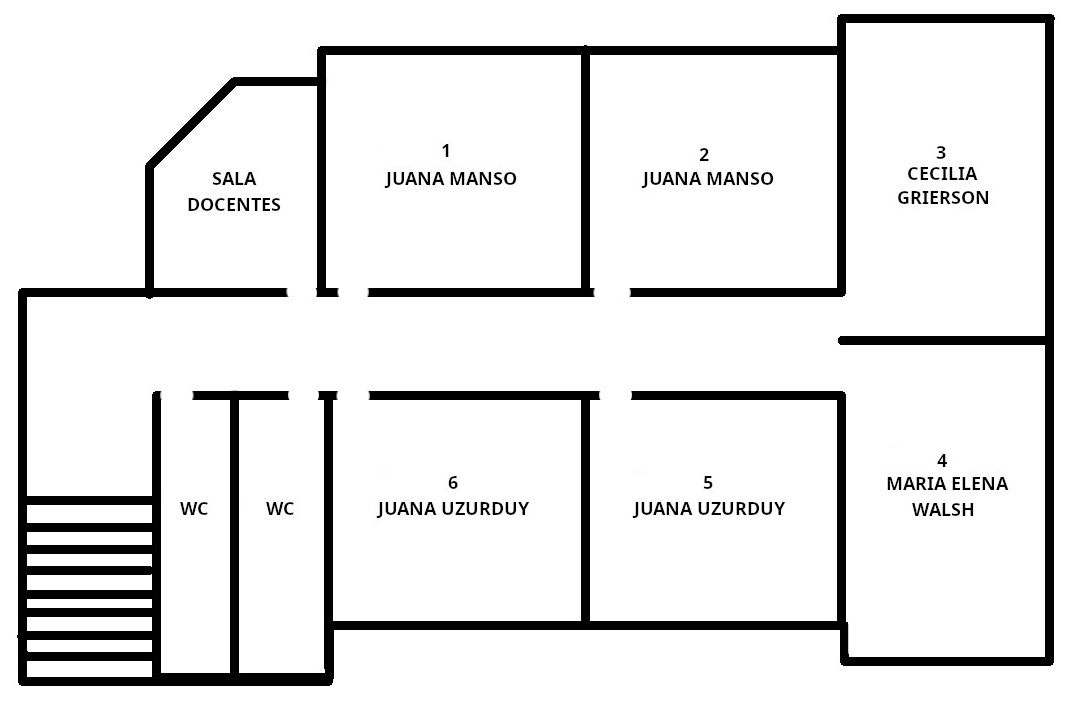 1
JUANA MANSO
2
JUANA MANSO
3
CECILIA
GRIERSON
SALA
DOCENTES
4
MARIA ELENA
WALSH
6
JUANA UZURDUY
5
JUANA UZURDUY
WC
WC